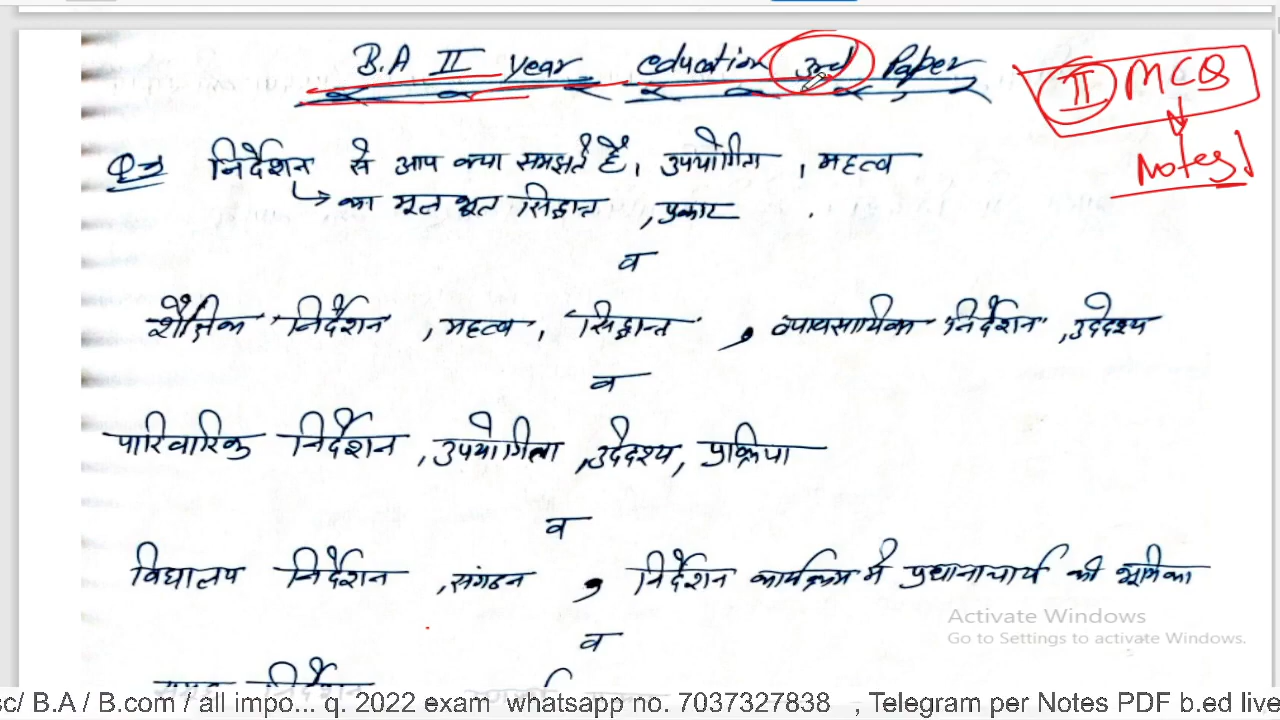 B.A II year education 3rd Paper
II MCQ
Notes
Q⇒ निर्देशन से आप क्या समझते हैं, उपयोगिता, महत्व
↳ का मूल भूत सिद्धान्त, प्रकार
व
शैक्षिक निर्देशन, महत्व, सिद्धान्त, व्यावसायिक निर्देशन, उद्देश्य
व
पारिवारिक निर्देशन, उपयोगिता, उद्देश्य, प्रक्रिया
व
विद्यालय निर्देशन, संगठन, निर्देशन कार्यक्रम में प्रधानाचार्य की भूमिका
Activate Windows
Go to Settings to activate Windows.
व
निर्देशन
sc/ B.A / B.com / all impo... q. 2022 exam whatsapp no. 7037327838 , Telegram per Notes PDF b.ed live